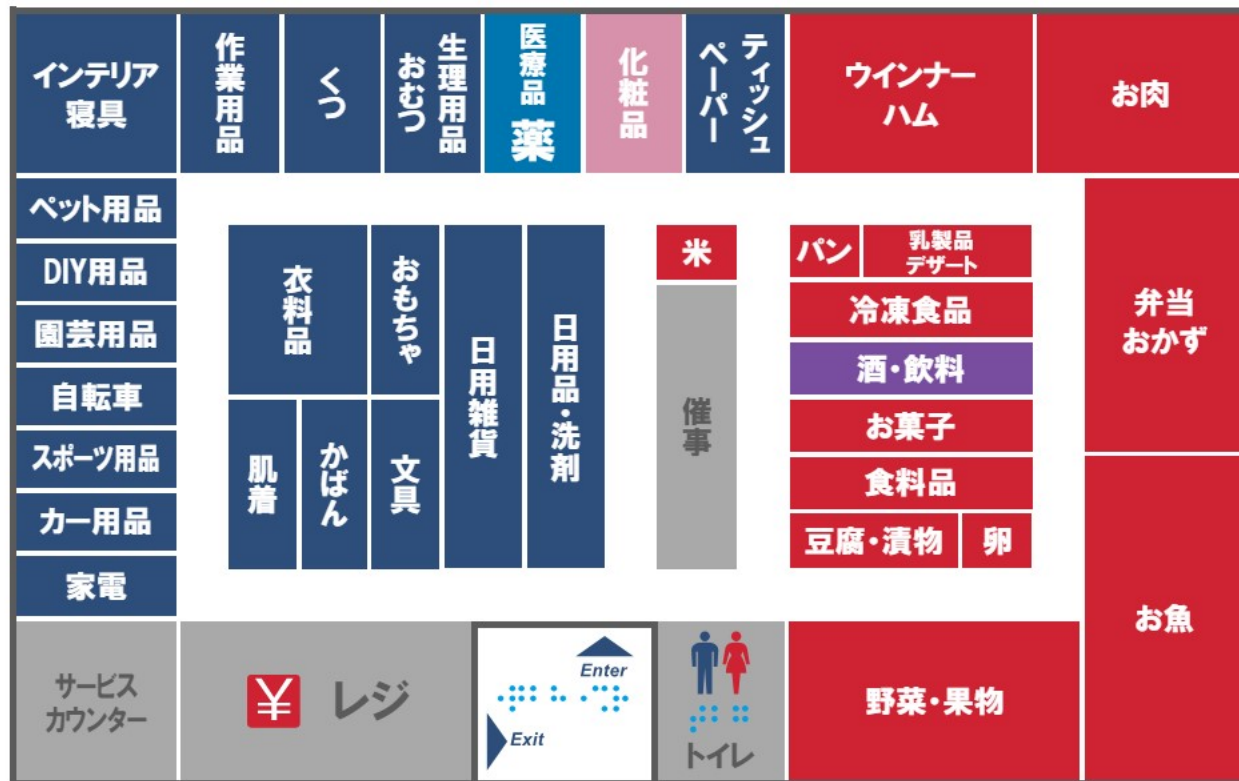 インテリア
寝具
作業用品
くつ
生理用品
おむつ
医療品
薬
化粧品
ティッシュ
ペーパー
ウインナー
ハム
お肉
ペット用品
DIY用品
園芸用品
自転車
スポーツ用品
カー用品
家電
衣料品
おもちゃ
肌着
かばん
文具
日用雑貨
日用品・洗剤
米
催事
パン
乳製品
デザート
冷凍食品
酒・飲料
お菓子
食料品
豆腐・漬物
卵
弁当
おかず
お魚
サービス
カウンター
¥ レジ
Enter
Exit
トイレ
野菜・果物